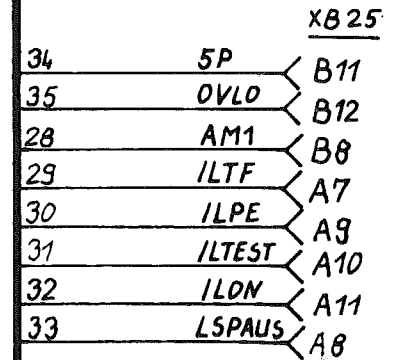 XB25
34 5P B11
35 OVLO B12
28 AM1 B8
29 ILTF A7
30 ILPE A9
31 ILTEST A10
32 ILON A11
33 LSPAUS A8